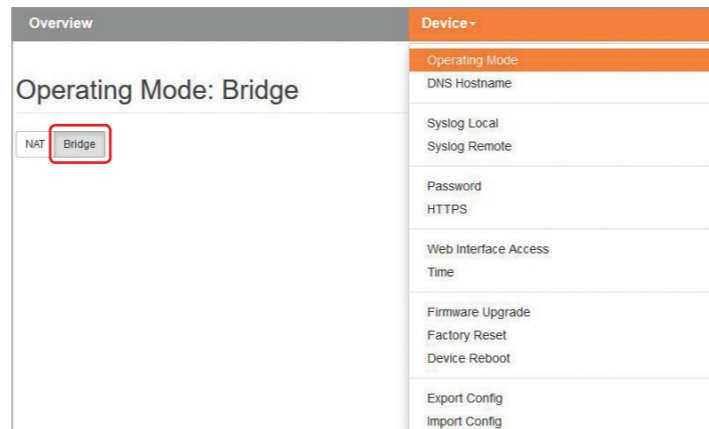 Overview
Device
Operating Mode: Bridge
NAT
Bridge
Operating Mode
DNS Hostname
Syslog Local
Syslog Remote
Password
HTTPS
Web Interface Access
Time
Firmware Upgrade
Factory Reset
Device Reboot
Export Config
Import Config